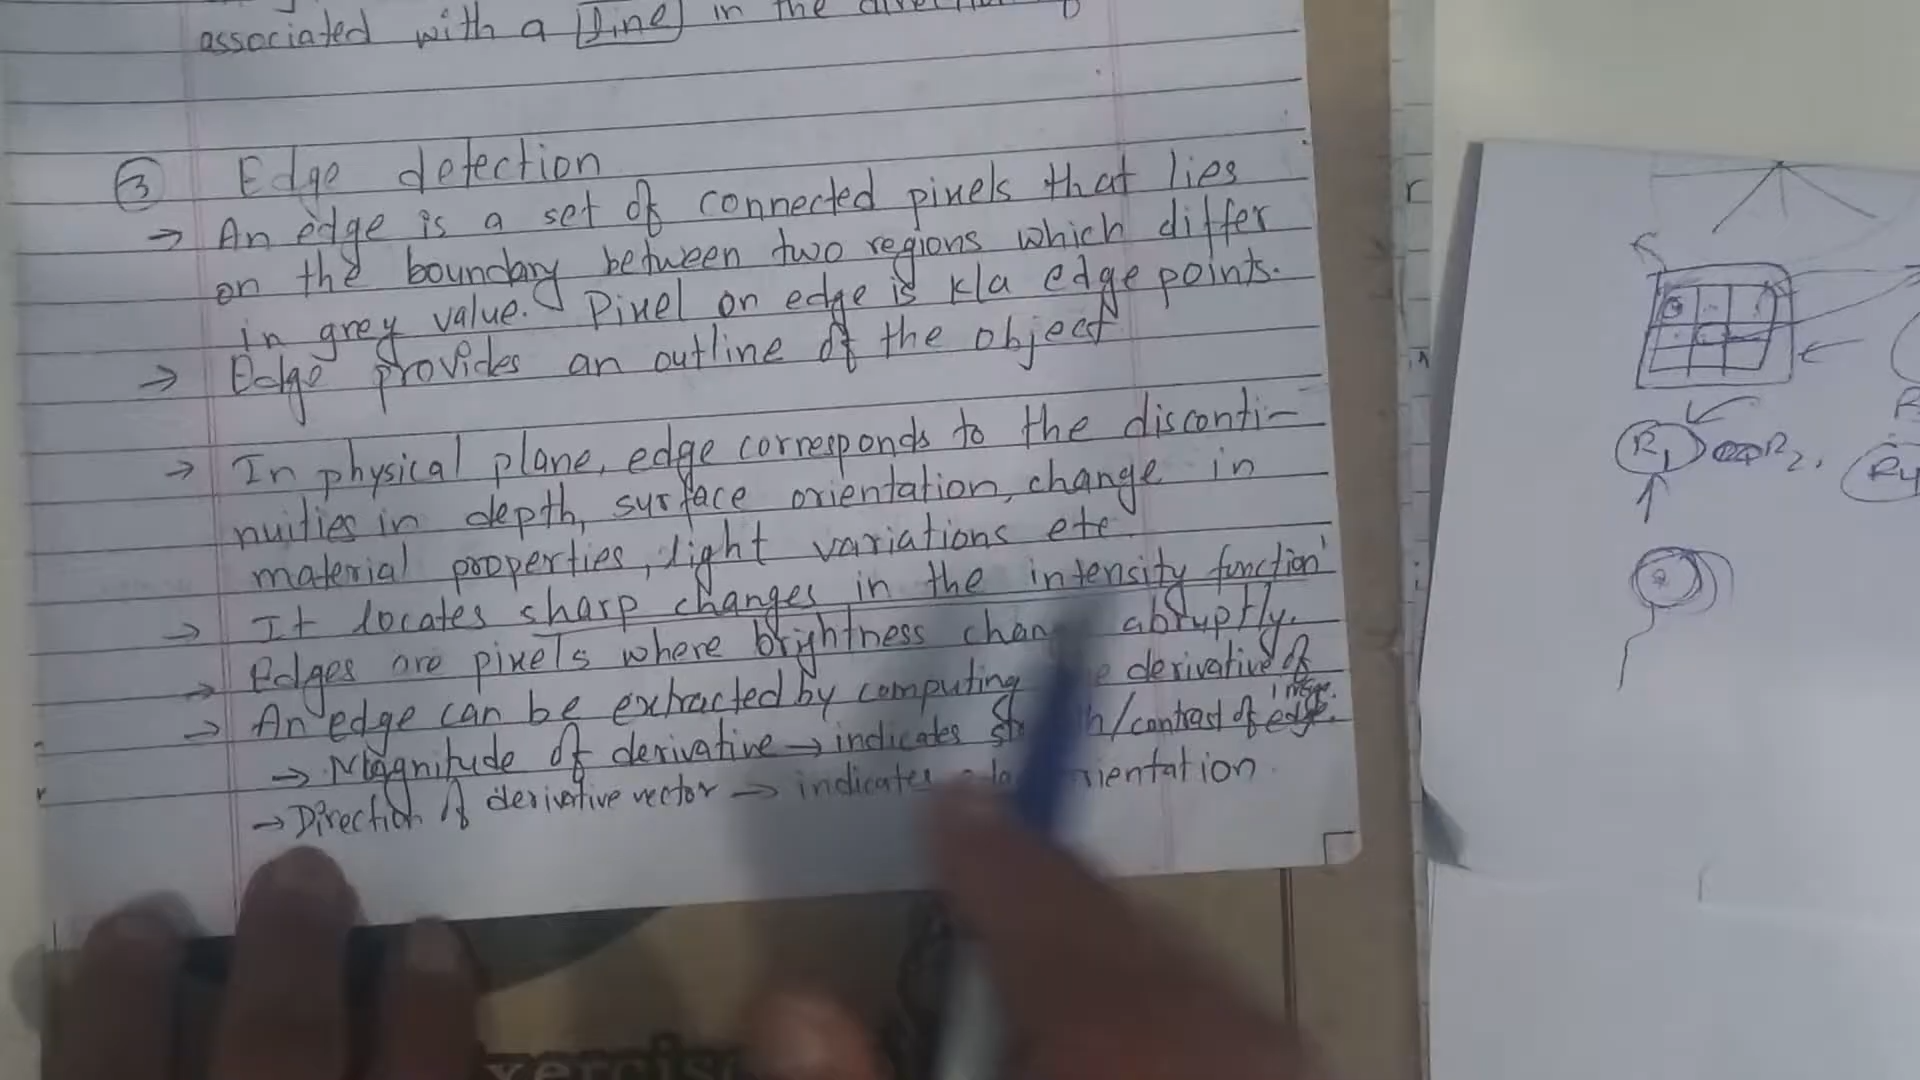 associated with a line in the
③ Edge detection
→ An edge is a set of connected pixels that lies
on the boundary between two regions which differ
in grey value. Pixel on edge is k/a edge points.
→ Edge provides an outline of the object
→ In physical plane, edge corresponds to the disconti-
nuities in depth, surface orientation, change in
material properties, light variations etc.
→ It locates sharp changes in the intensity function'
→ Edges are pixels where brightness abruptly.
→ An edge can be extracted by computing derivative of
image.
→ Magnitude of derivative → indicates /contrast of edge.
→ Direction of derivative vector → indicates
R1 R2,
R4